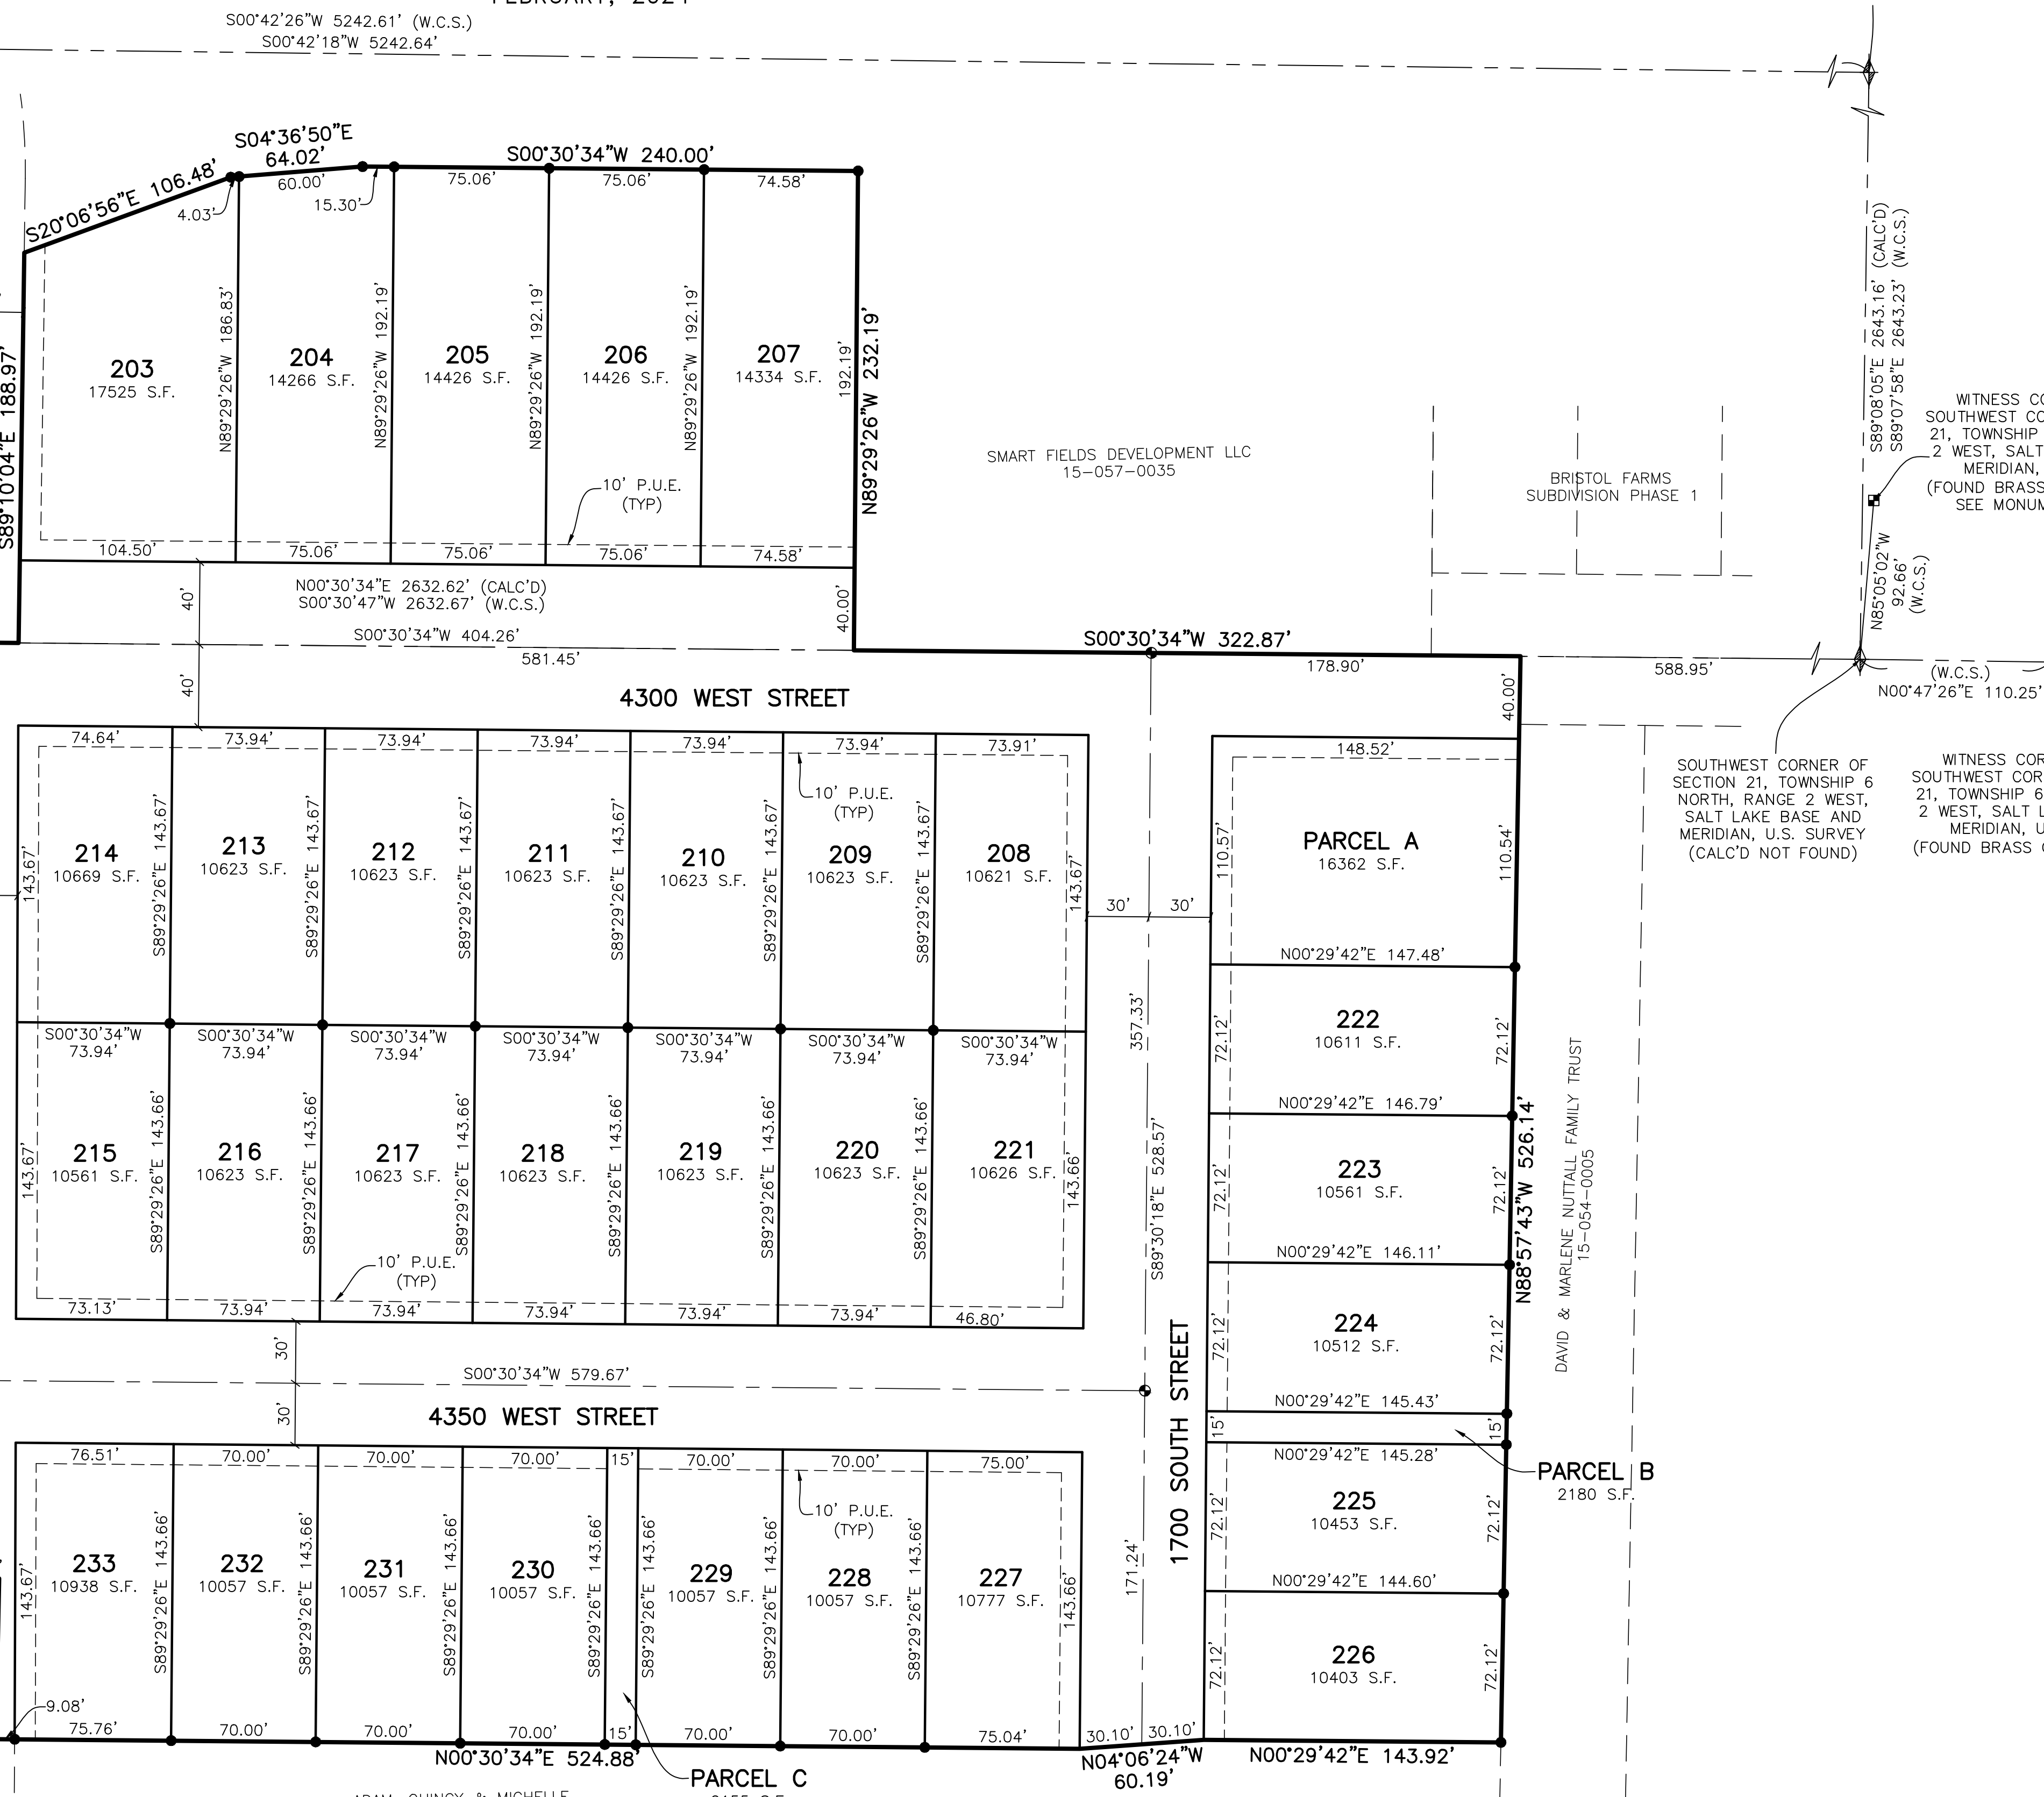 S00°42'26"W 5242.61' (W.C.S.)
S00°42'18"W 5242.64'
S20°06'56"E 106.48'
S04°36'50"E
64.02'
S00°30'34"W 240.00'
4.03'
60.00'
15.30'
75.06'
75.06'
74.58'
S89°10'04"E 188.97'
203
17525 S.F.
N89°29'26"W 186.83'
204
14266 S.F.
N89°29'26"W 192.19'
205
14426 S.F.
N89°29'26"W 192.19'
206
14426 S.F.
N89°29'26"W 192.19'
207
14334 S.F.
192.19'
N89°29'26"W 232.19'
10' P.U.E.
(TYP)
104.50'
75.06'
75.06'
75.06'
74.58'
SMART FIELDS DEVELOPMENT LLC
15-057-0035
BRISTOL FARMS
SUBDIVISION PHASE 1
S89°08'05"E 2643.16' (CALC'D)
S89°07'58"E 2643.23' (W.C.S.)
21, TOWNSHIP
2 WEST, SALT
MERIDIAN,
(FOUND BRASS
N85°05'02"W
92.66'
(W.C.S.)
40'
N00°30'34"E 2632.62' (CALC'D)
S00°30'47"W 2632.67' (W.C.S.)
40.00'
S00°30'34"W 404.26'
581.45'
S00°30'34"W 322.87'
178.90'
588.95'
(W.C.S.)
N00°47'26"E 110.25'
40'
4300 WEST STREET
40.00'
74.64'
73.94'
73.94'
73.94'
73.94'
73.94'
73.91'
148.52'
10' P.U.E.
(TYP)
143.67'
214
10669 S.F.
S89°29'26"E 143.67'
213
10623 S.F.
S89°29'26"E 143.67'
212
10623 S.F.
S89°29'26"E 143.67'
211
10623 S.F.
S89°29'26"E 143.67'
210
10623 S.F.
S89°29'26"E 143.67'
209
10623 S.F.
S89°29'26"E 143.67'
208
10621 S.F.
143.67'
30'
30'
110.57'
PARCEL A
16362 S.F.
110.54'
SOUTHWEST CORNER OF
SECTION 21, TOWNSHIP 6
NORTH, RANGE 2 WEST,
SALT LAKE BASE AND
MERIDIAN, U.S. SURVEY
(CALC'D NOT FOUND)
SOUTHWEST COR
21, TOWNSHIP 6
2 WEST, SALT
MERIDIAN,
(FOUND BRASS
N00°29'42"E 147.48'
S00°30'34"W
73.94'
S00°30'34"W
73.94'
S00°30'34"W
73.94'
S00°30'34"W
73.94'
S00°30'34"W
73.94'
S00°30'34"W
73.94'
S00°30'34"W
73.94'
357.33'
72.12'
222
10611 S.F.
72.12'
N00°29'42"E 146.79'
143.67'
215
10561 S.F.
S89°29'26"E 143.66'
216
10623 S.F.
S89°29'26"E 143.66'
217
10623 S.F.
S89°29'26"E 143.66'
218
10623 S.F.
S89°29'26"E 143.66'
219
10623 S.F.
S89°29'26"E 143.66'
220
10623 S.F.
S89°29'26"E 143.66'
221
10626 S.F.
143.66'
S89°30'18"E 528.57'
72.12'
223
10561 S.F.
72.12'
N88°57'43"W 526.14'
DAVID & MARLENE NUTTALL FAMILY TRUST
15-054-0005
N00°29'42"E 146.11'
10' P.U.E.
(TYP)
73.13'
73.94'
73.94'
73.94'
73.94'
73.94'
46.80'
72.12'
224
10512 S.F.
72.12'
30'
S00°30'34"W 579.67'
N00°29'42"E 145.43'
30'
4350 WEST STREET
1700 SOUTH STREET
15'
15'
N00°29'42"E 145.28'
PARCEL B
2180 S.F.
76.51'
70.00'
70.00'
70.00'
15'
70.00'
70.00'
75.00'
10' P.U.E.
(TYP)
143.67'
233
10938 S.F.
S89°29'26"E 143.66'
232
10057 S.F.
S89°29'26"E 143.66'
231
10057 S.F.
S89°29'26"E 143.66'
230
10057 S.F.
S89°29'26"E 143.66'
S89°29'26"E 143.66'
229
10057 S.F.
S89°29'26"E 143.66'
228
10057 S.F.
S89°29'26"E 143.66'
227
10777 S.F.
143.66'
171.24'
72.12'
225
10453 S.F.
72.12'
N00°29'42"E 144.60'
72.12'
226
10403 S.F.
72.12'
9.08'
75.76'
70.00'
70.00'
70.00'
15'
70.00'
70.00'
75.04'
30.10'
30.10'
N00°30'34"E 524.88'
N04°06'24"W
60.19'
N00°29'42"E 143.92'
PARCEL C